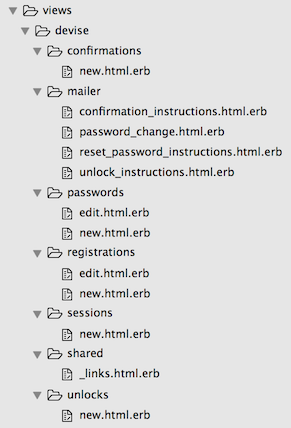 views
devise
confirmations
new.html.erb
mailer
confirmation_instructions.html.erb
password_change.html.erb
reset_password_instructions.html.erb
unlock_instructions.html.erb
passwords
edit.html.erb
new.html.erb
registrations
edit.html.erb
new.html.erb
sessions
new.html.erb
shared
_links.html.erb
unlocks
new.html.erb